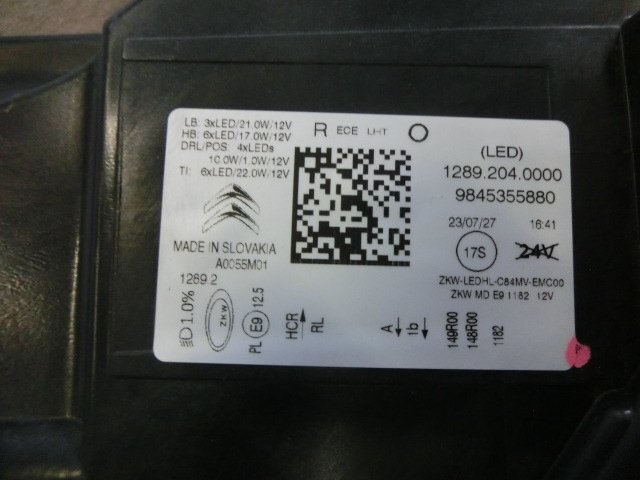 LB: 3xLED/21.0W/12V
HB: 6xLED/17.0W/12V
DRL/POS: 4xLEDs
10.0W/1.0W/12V
TI: 6xLED/22.0W/12V
R ECE LHT
(LED)
1289.204.0000
9845355880
23/07/27 16:41
17S 24V
MADE IN SLOVAKIA
A0055M01
ZKW-LEDHL-C84MV-EMC00
ZKW MD E9 1182 12V
1289.2
1.0%
ZKW
PL E9 12.5
HCR RL
A 1b
149R00
148R00
1182